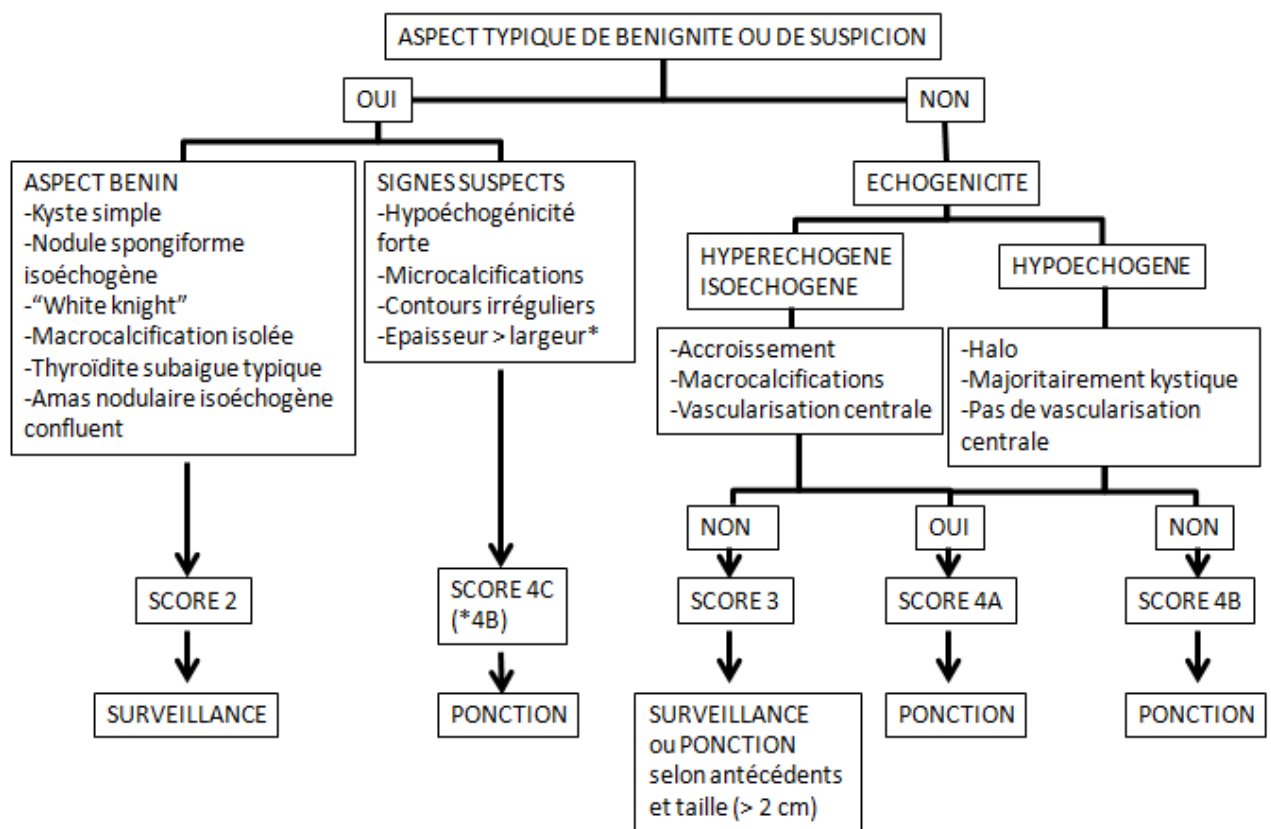 ASPECT TYPIQUE DE BENIGNITE OU DE SUSPICION
OUI
NON
ASPECT BENIN
-Kyste simple
-Nodule spongiforme
isoéchogène
-“White knight”
-Macrocalcification isolée
-Thyroïdite subaigue typique
-Amas nodulaire isoéchogène
confluent
SIGNES SUSPECTS
-Hypoéchogénicité
forte
-Microcalcifications
-Contours irréguliers
-Epaisseur > largeur*
ECHOGENICITE
HYPERECHOGENE
ISOECHOGENE
HYPOECHOGENE
-Accroissement
-Macrocalcifications
-Vascularisation centrale
-Halo
-Majoritairement kystique
-Pas de vascularisation
centrale
NON
OUI
NON
SCORE 2
SCORE 4C
(*4B)
SCORE 3
SCORE 4A
SCORE 4B
SURVEILLANCE
PONCTION
SURVEILLANCE
ou PONCTION
selon antécédents
et taille (> 2 cm)
PONCTION
PONCTION